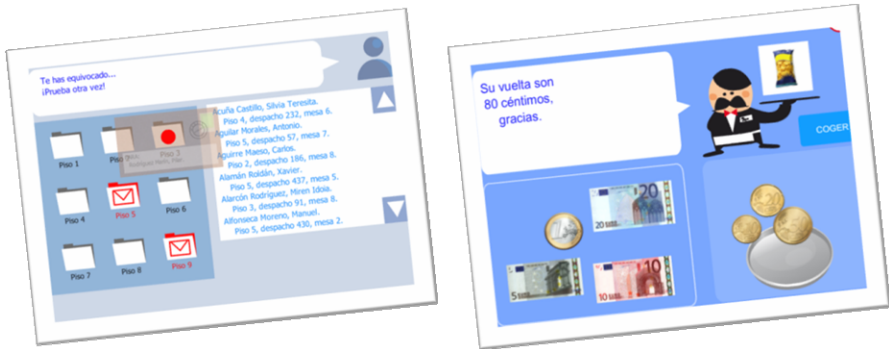 Te has equivocado...
¡Prueba otra vez!
Piso 1
Piso 3
Piso 4
Piso 5
Piso 6
Piso 7
Piso 8
Piso 9
Acuña Castillo, Silvia Teresita.
Piso 4, despacho 232, mesa 6.
Aguilar Morales, Antonio.
Piso 5, despacho 57, mesa 7.
Aguirre Maeso, Carlos.
Piso 2, despacho 186, mesa 8.
Alamán Roldán, Xavier.
Piso 5, despacho 437, mesa 5.
Alarcón Rodríguez, Miren Idoia.
Piso 3, despacho 91, mesa 8.
Alfonseca Moreno, Manuel.
Piso 5, despacho 430, mesa 2.
Su vuelta son
80 céntimos,
gracias.
COGER
20
20
5
10
10
1